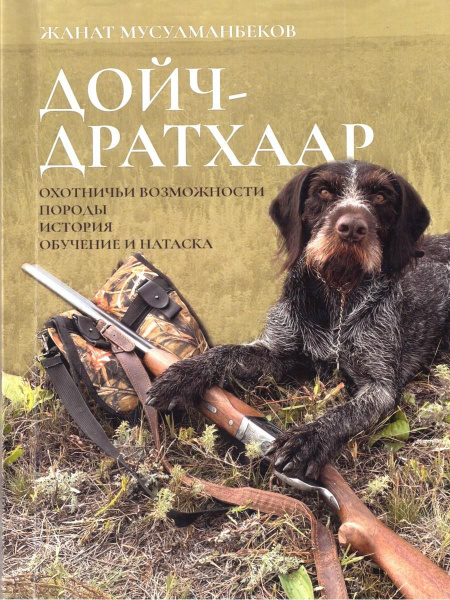 ЖАНАТ МУСУЛМАНБЕКОВ
ДОЙЧ-
ДРАТХААР
ОХОТНИЧЬИ ВОЗМОЖНОСТИ
ПОРОДЫ
ИСТОРИЯ
ОБУЧЕНИЕ И НАТАСКА